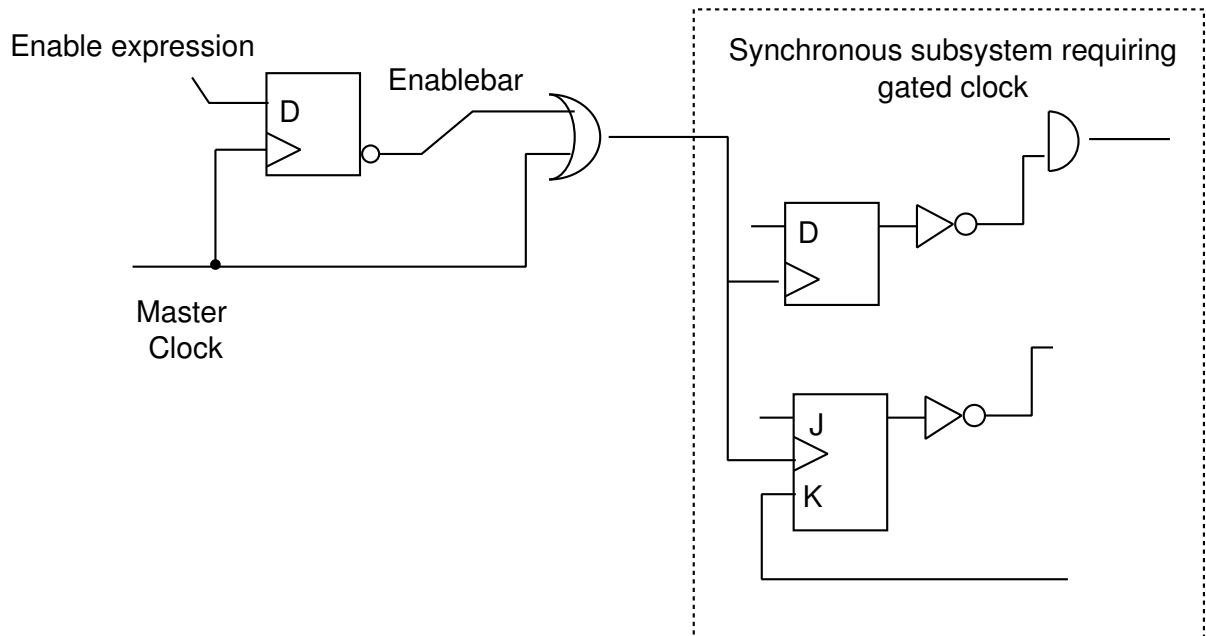 Enable expression
D
Enablebar
Master
Clock
Synchronous subsystem requiring
gated clock
D
J
K